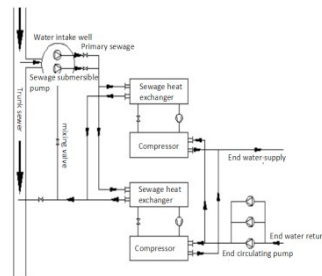 Water intake well
Primary sewage
Sewage submersible
pump
Trunk sewer
mixing valve
Sewage heat
exchanger
Compressor
End water supply
Sewage heat
exchanger
Compressor
End water retur
End circulating pump